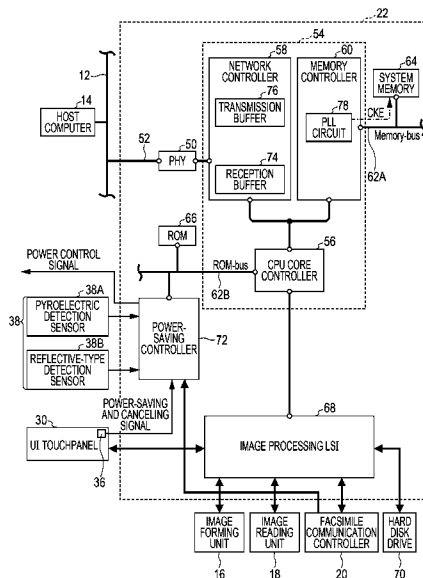 22
54
12
58
60
64
NETWORK
CONTROLLER
MEMORY
CONTROLLER
SYSTEM
MEMORY
14
76
HOST
COMPUTER
TRANSMISSION
BUFFER
78
CKE
52
50
PLL
CIRCUIT
PHY
74
Memory-bus
RECEPTION
BUFFER
62A
66
ROM
56
POWER CONTROL
SIGNAL
ROM-bus
CPU CORE
CONTROLLER
38A
62B
38
PYROELECTRIC
DETECTION
SENSOR
POWER-
SAVING
CONTROLLER
72
38B
REFLECTIVE-TYPE
DETECTION
SENSOR
POWER-SAVING
AND CANCELING
SIGNAL
68
30
UI TOUCHPANEL
IMAGE PROCESSING LSI
36
IMAGE
FORMING
UNIT
IMAGE
READING
UNIT
FACSIMILE
COMMUNICATION
CONTROLLER
HARD
DISK
DRIVE
16
18
20
70